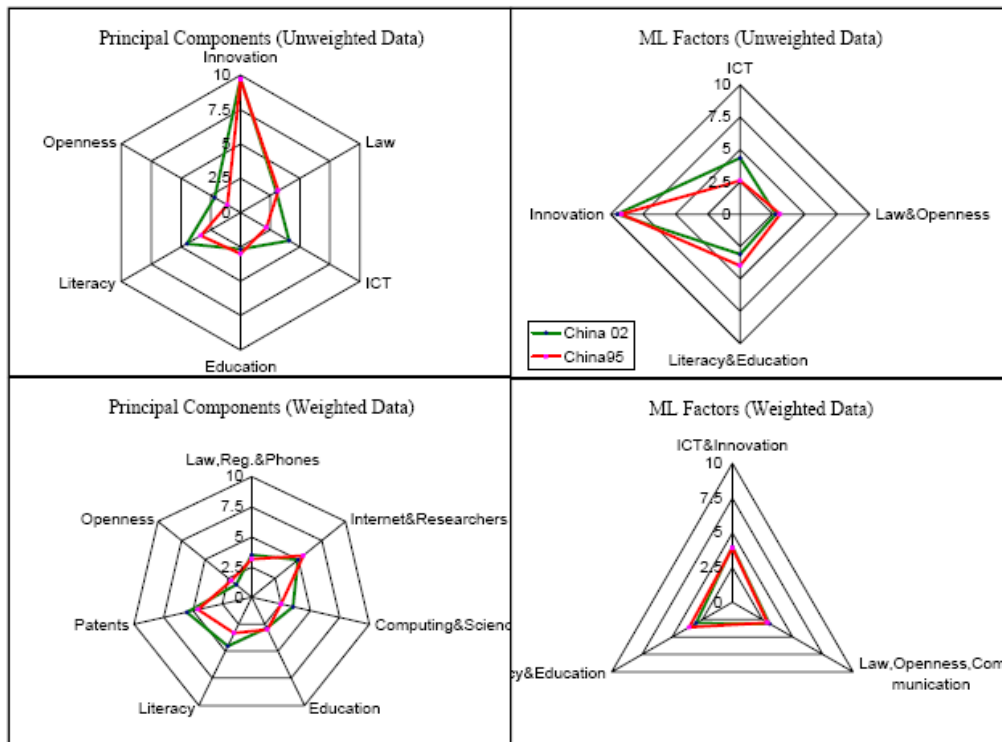 Principal Components (Unweighted Data)
Innovation
10
7.5
5
2.5
0
Openness
Law
Literacy
ICT
Education
ML Factors (Unweighted Data)
ICT
10
7.5
5
2.5
0
Innovation
Law&Openness
China 02
China95
Literacy&Education
Principal Components (Weighted Data)
Law,Reg.&Phones
10
7.5
5
2.5
0
Openness
Internet&Researchers
Patents
Computing&Scienc
Literacy
Education
ML Factors (Weighted Data)
ICT&Innovation
10
7.5
5
2.5
0
cy&Education
Law,Openness,Com
munication